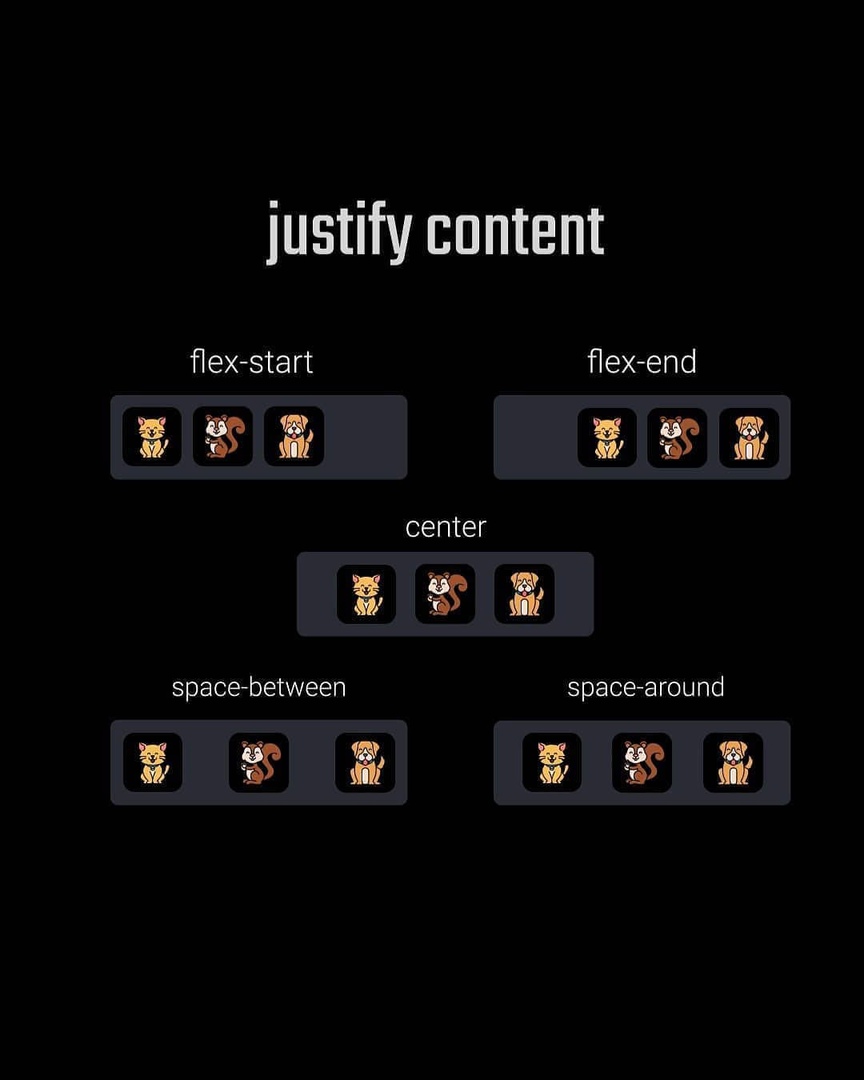 justify content
flex-start
flex-end
center
space-between
space-around